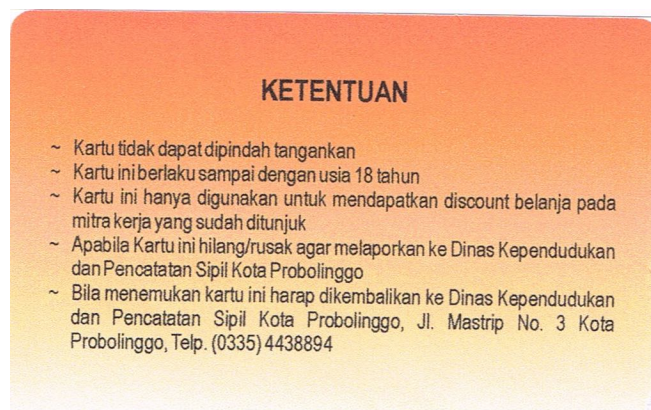 KETENTUAN
~ Kartu tidak dapat dipindah tangankan
~ Kartu ini berlaku sampai dengan usia 18 tahun
~ Kartu ini hanya digunakan untuk mendapatkan discount belanja pada
mitra kerja yang sudah ditunjuk
~ Apabila Kartu ini hilang/rusak agar melaporkan ke Dinas Kependudukan
dan Pencatatan Sipil Kota Probolinggo
~ Bila menemukan kartu ini harap dikembalikan ke Dinas Kependudukan
dan Pencatatan Sipil Kota Probolinggo, Jl. Mastrip No. 3 Kota
Probolinggo, Telp. (0335) 4438894